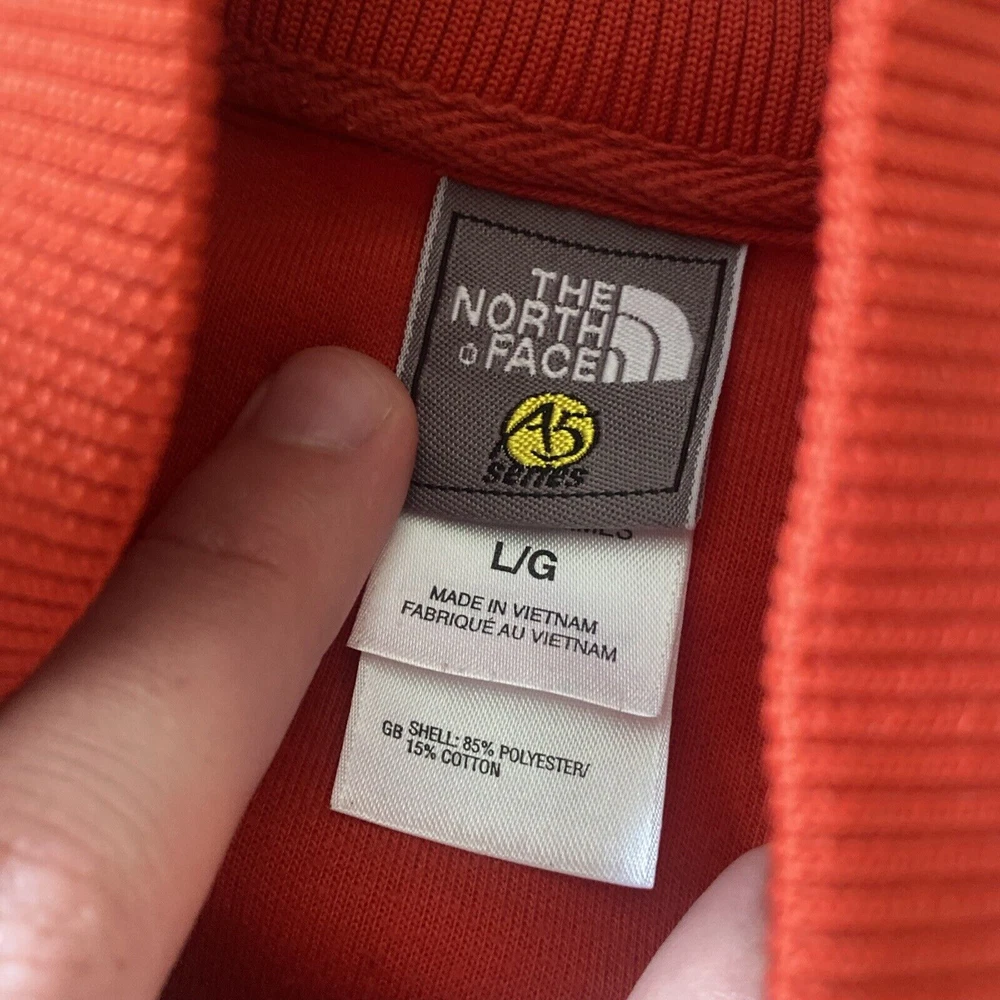 THE
NORTH
FACE
A5
series
L/G
MADE IN VIETNAM
FABRIQUÉ AU VIETNAM
GB SHELL: 85% POLYESTER/
15% COTTON